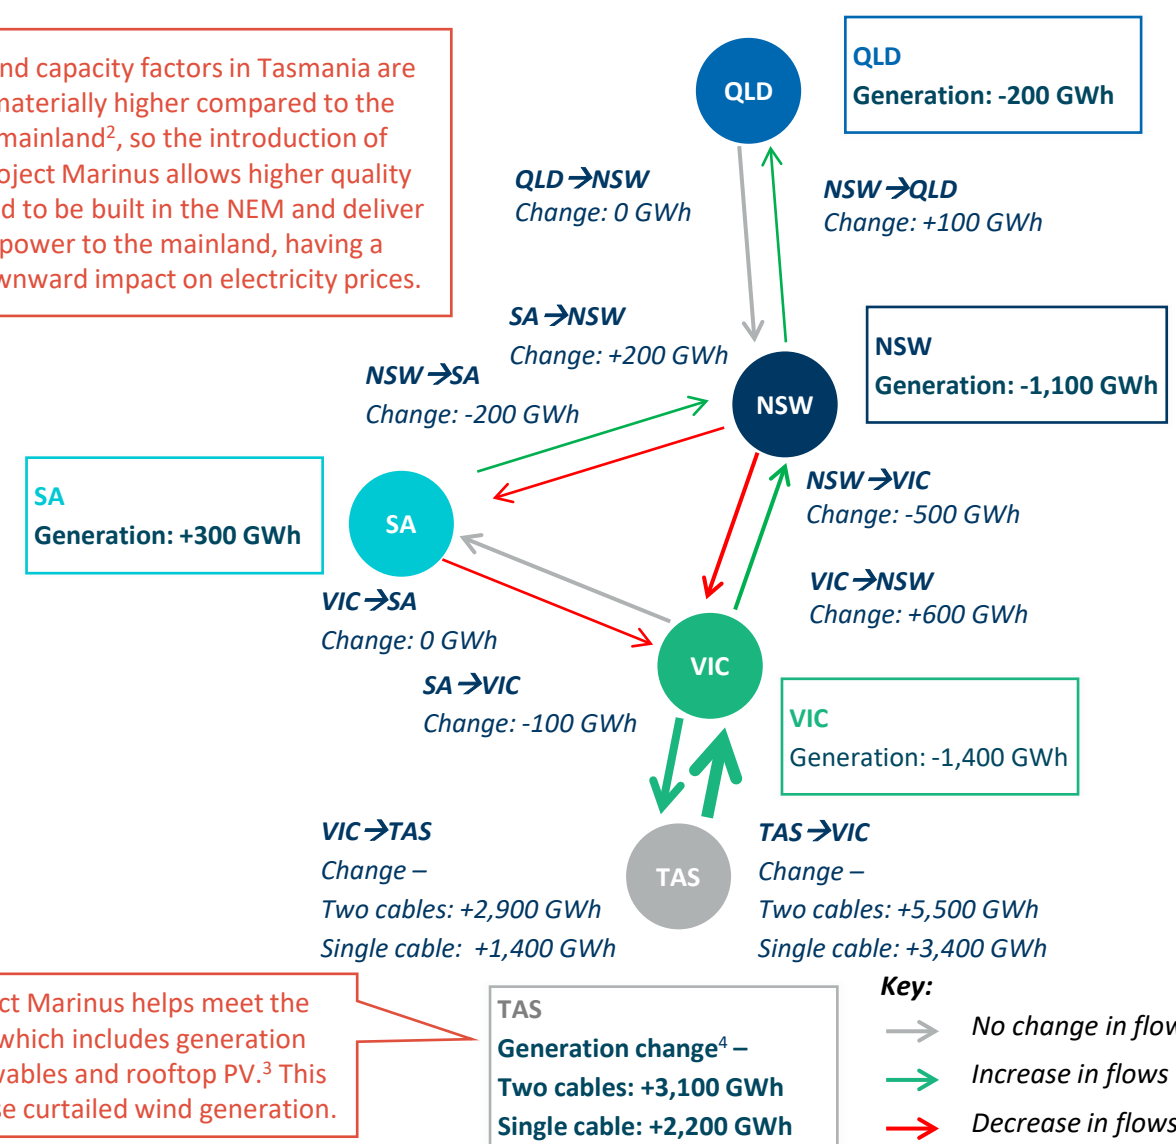 nd capacity factors in Tasmania are
materially higher compared to the
mainland², so the introduction of
oject Marinus allows higher quality
d to be built in the NEM and deliver
power to the mainland, having a
wnward impact on electricity prices.
QLD
QLD
Generation: -200 GWh
QLD→NSW
Change: 0 GWh
NSW→QLD
Change: +100 GWh
SA→NSW
Change: +200 GWh
NSW→SA
Change: -200 GWh
NSW
NSW
Generation: -1,100 GWh
SA
Generation: +300 GWh
SA
NSW→VIC
Change: -500 GWh
VIC→NSW
Change: +600 GWh
VIC→SA
Change: 0 GWh
SA→VIC
Change: -100 GWh
VIC
VIC
Generation: -1,400 GWh
VIC→TAS
Change –
Two cables: +2,900 GWh
Single cable: +1,400 GWh
TAS
TAS→VIC
Change –
Two cables: +5,500 GWh
Single cable: +3,400 GWh
ect Marinus helps meet the
which includes generation
vables and rooftop PV.³ This
se curtailed wind generation.
TAS
Generation change⁴ –
Two cables: +3,100 GWh
Single cable: +2,200 GWh
Key:
No change in flow
Increase in flows
Decrease in flows